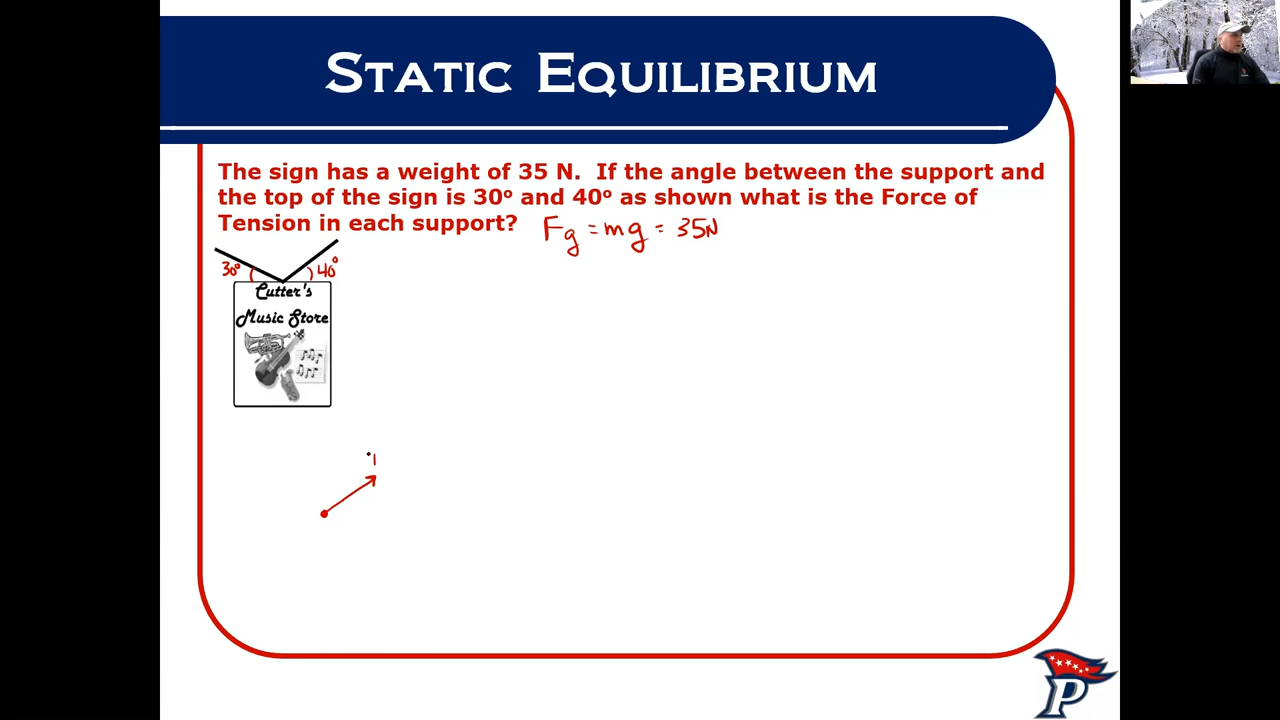 STATIC EQUILIBRIUM
The sign has a weight of 35 N. If the angle between the support and
the top of the sign is 30º and 40º as shown what is the Force of
Tension in each support? Fg = mg = 35N
30° 40°
Cutter's
Music Store
P